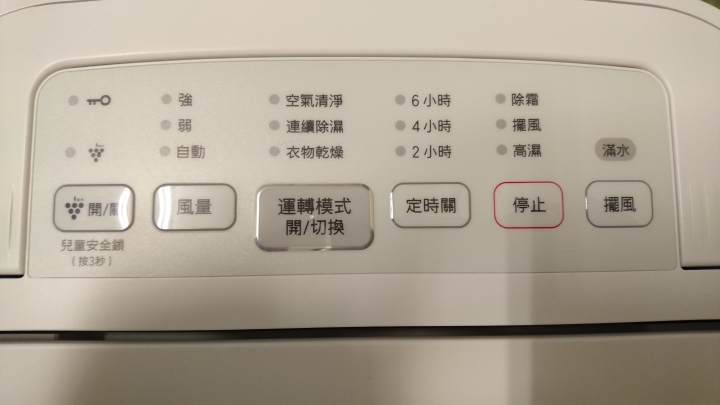 強
弱
自動
空氣清淨
連續除濕
衣物乾燥
6小時
4小時
2小時
除霜
擺風
高濕
滿水
開/關
兒童安全鎖
(按3秒)
風量
運轉模式
開/切換
定時關
停止
擺風